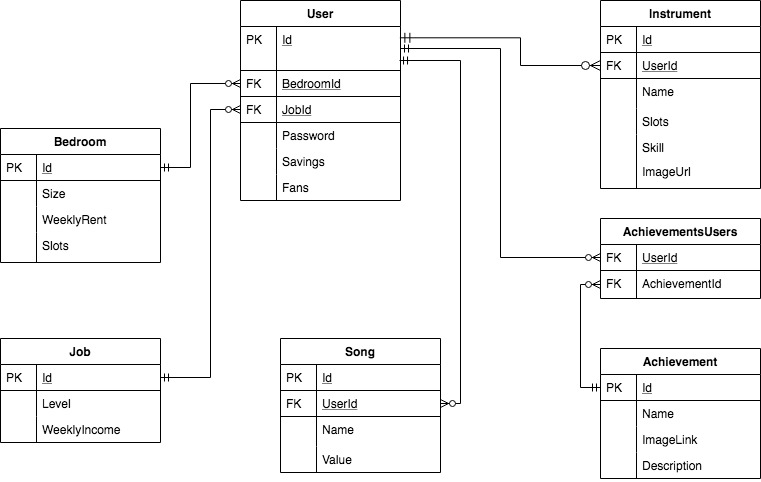 User
PK Id
FK BedroomId
FK JobId
Password
Savings
Fans
Instrument
PK Id
FK UserId
Name
Slots
Skill
ImageUrl
Bedroom
PK Id
Size
WeeklyRent
Slots
AchievementsUsers
FK UserId
FK AchievementId
Job
PK Id
Level
WeeklyIncome
Song
PK Id
FK UserId
Name
Value
Achievement
PK Id
Name
ImageLink
Description